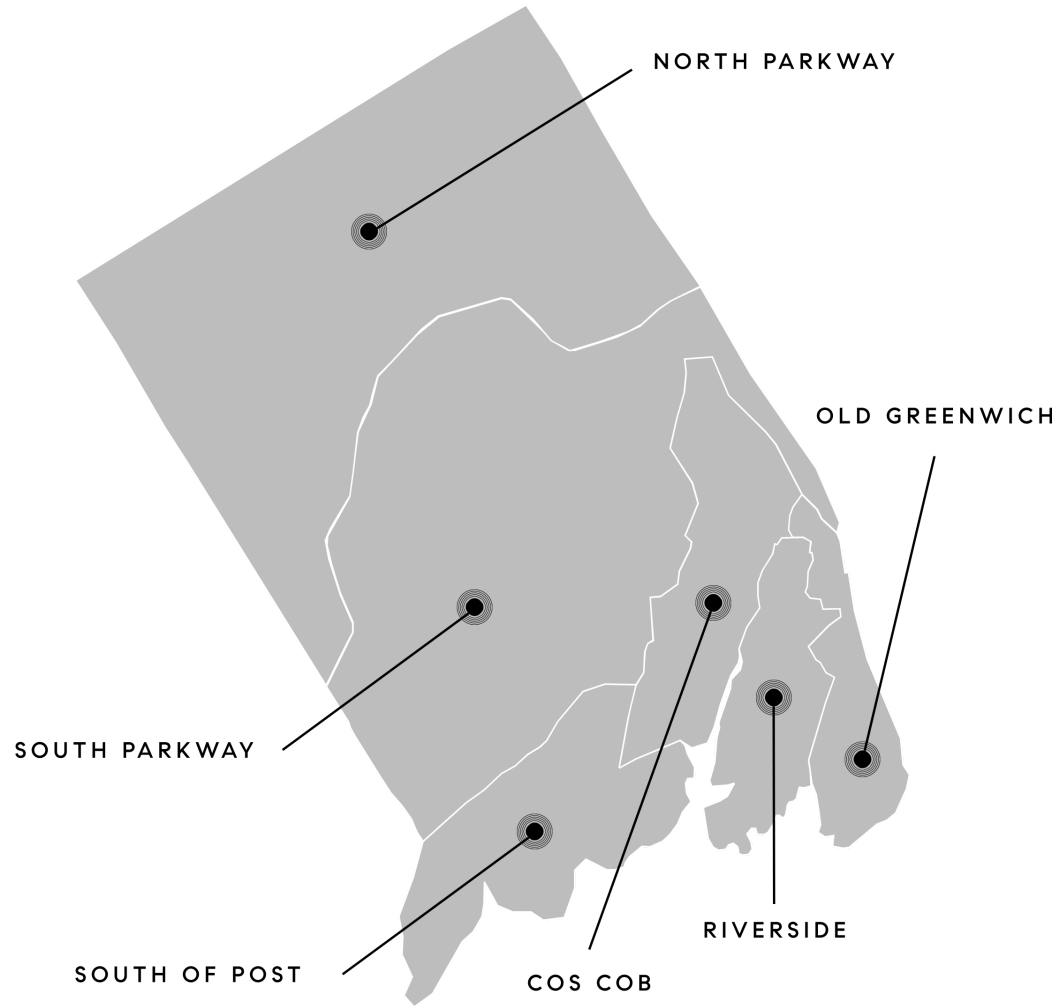 NORTH PARKWAY
OLD GREENWICH
SOUTH PARKWAY
RIVERSIDE
SOUTH OF POST
COS COB